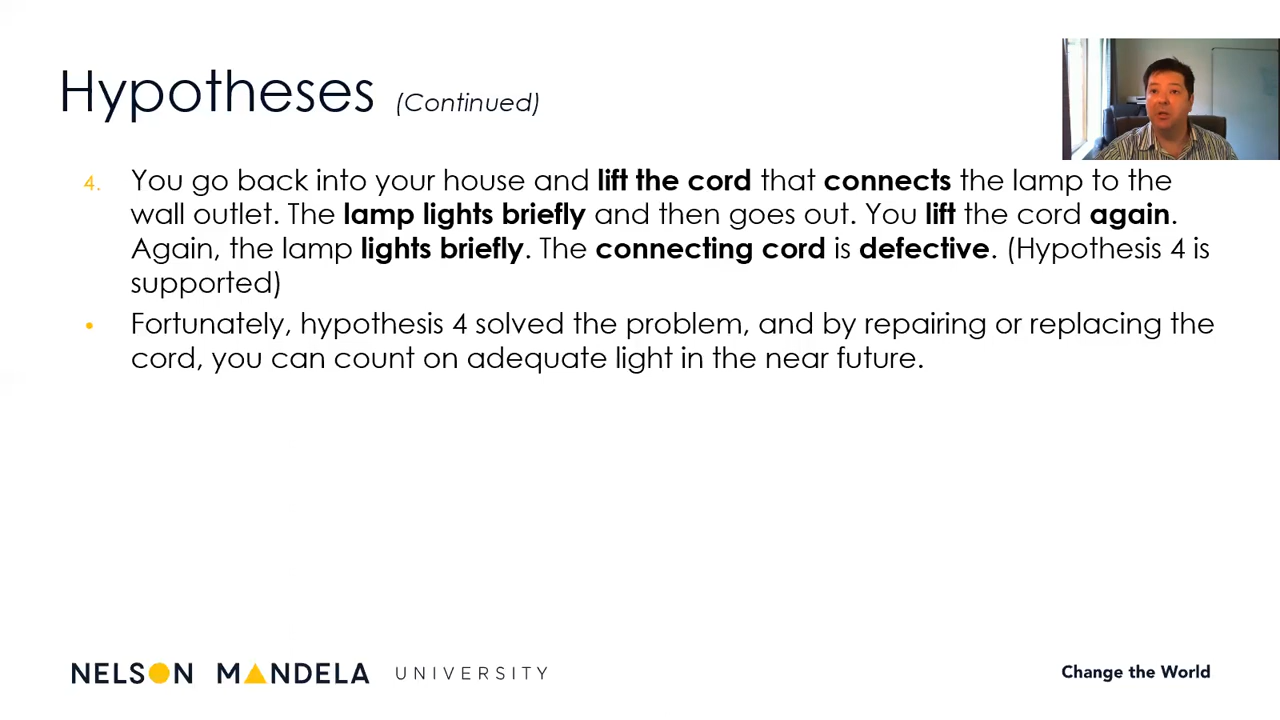 Hypotheses (Continued)
4. You go back into your house and lift the cord that connects the lamp to the
wall outlet. The lamp lights briefly and then goes out. You lift the cord again.
Again, the lamp lights briefly. The connecting cord is defective. (Hypothesis 4 is
supported)
• Fortunately, hypothesis 4 solved the problem, and by repairing or replacing the
cord, you can count on adequate light in the near future.
NELSON MANDELA UNIVERSITY
Change the World